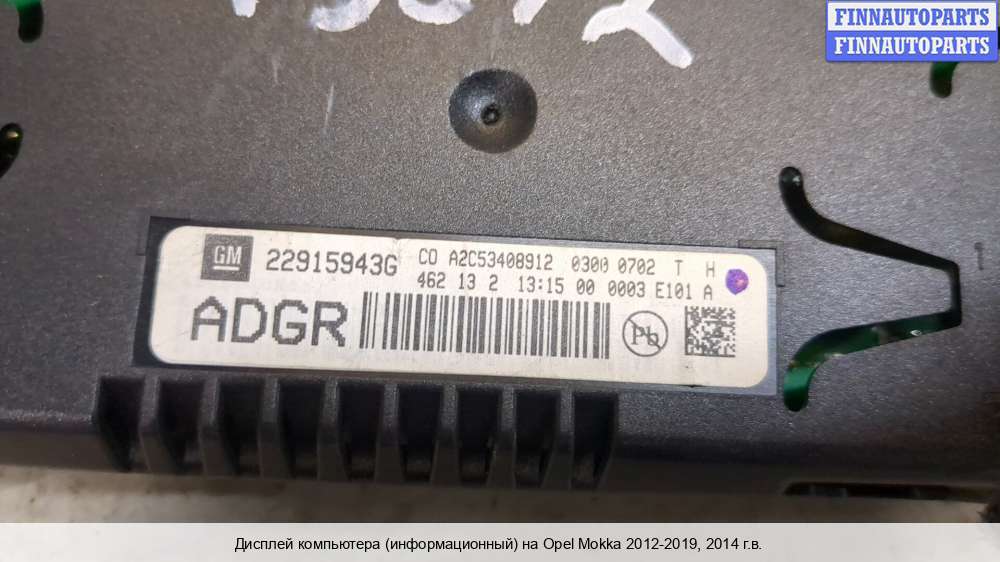 FINNAUTOPARTS
FINNAUTOPARTS
GM 22915943G CO A2C53408912 0300 0702 T H
462 13 2 13:15 00 0003 E101 A
ADGR
Pb
Дисплей компьютера (информационный) на Opel Mokka 2012-2019, 2014 г.в.